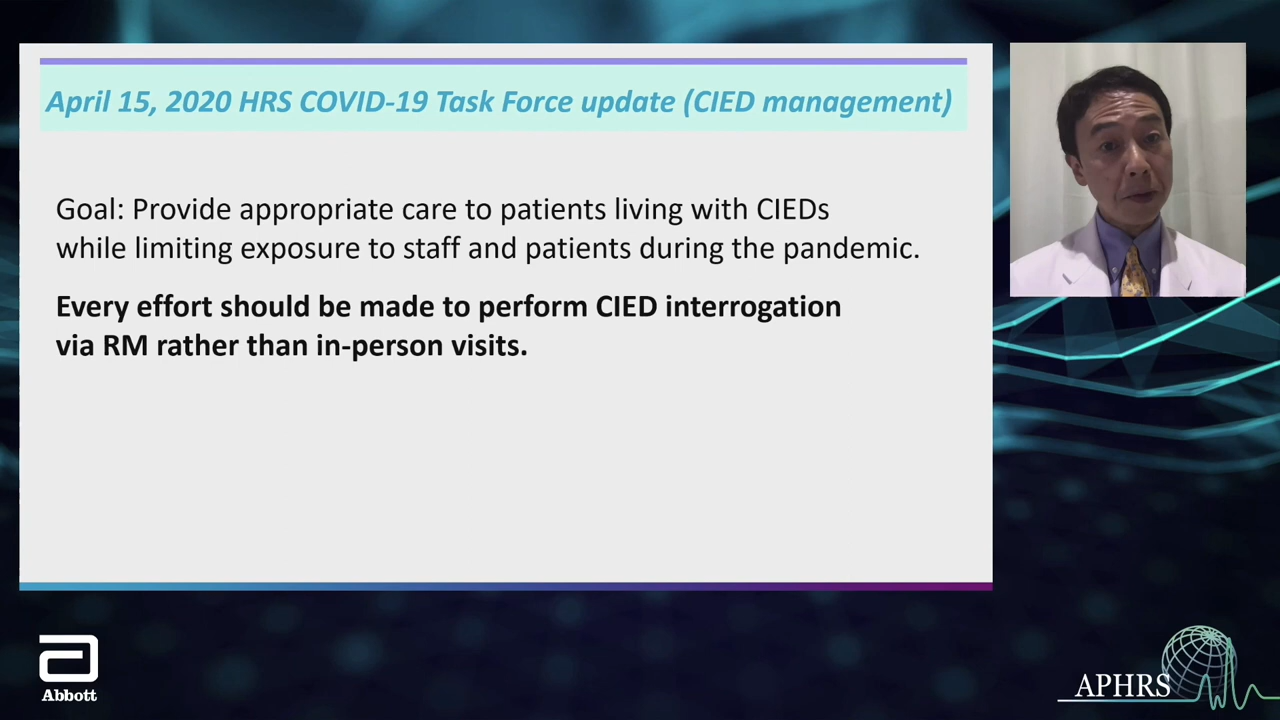 April 15, 2020 HRS COVID-19 Task Force update (CIED management)
Goal: Provide appropriate care to patients living with CIEDs
while limiting exposure to staff and patients during the pandemic.
Every effort should be made to perform CIED interrogation
via RM rather than in-person visits.
Abbott
APHRS